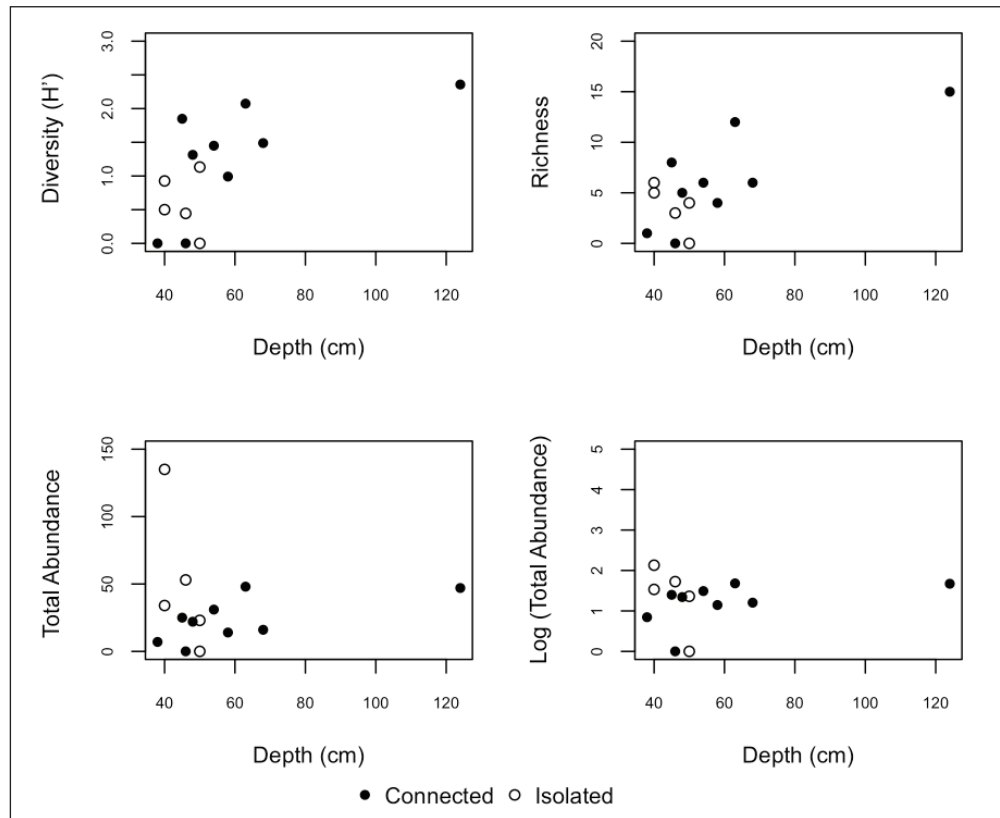 Diversity (H')
0.0 1.0 2.0 3.0
40 60 80 100 120
Depth (cm)
Richness
0 5 10 15 20
40 60 80 100 120
Depth (cm)
Total Abundance
0 50 100 150
40 60 80 100 120
Depth (cm)
Log (Total Abundance)
0 1 2 3 4 5
40 60 80 100 120
Depth (cm)
Connected Isolated